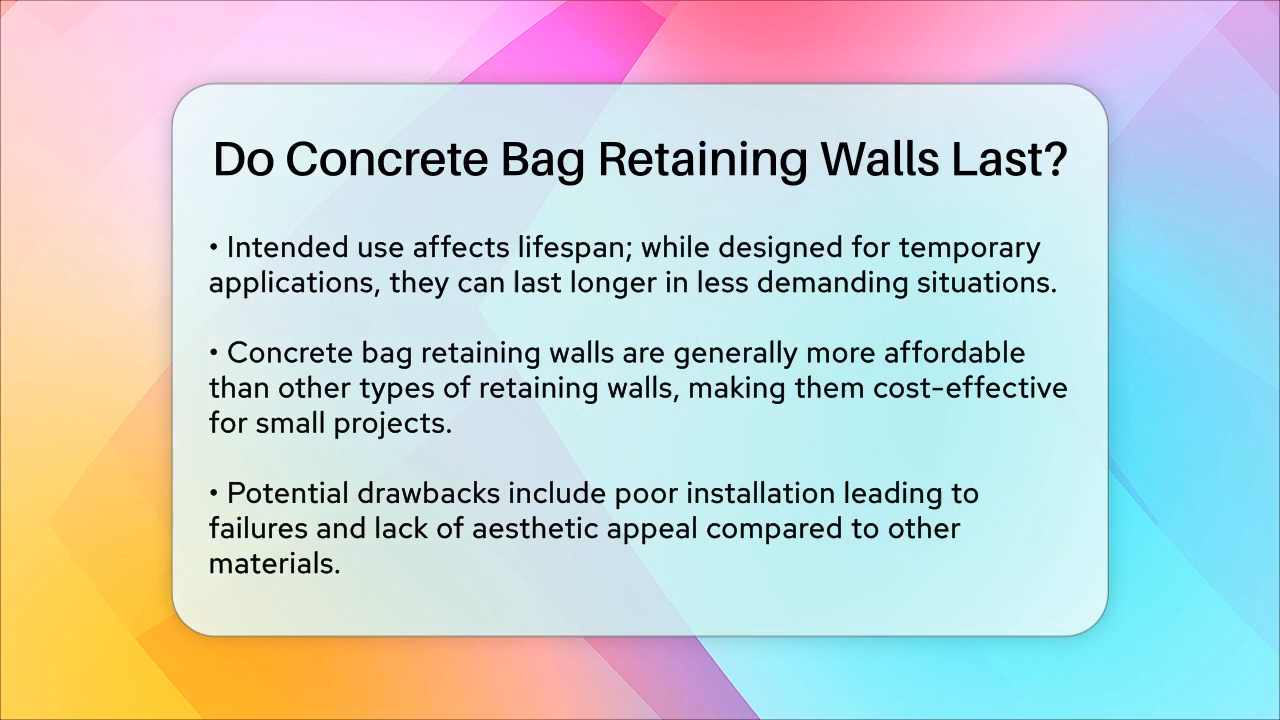 Do Concrete Bag Retaining Walls Last?
• Intended use affects lifespan; while designed for temporary
applications, they can last longer in less demanding situations.
• Concrete bag retaining walls are generally more affordable
than other types of retaining walls, making them cost-effective
for small projects.
• Potential drawbacks include poor installation leading to
failures and lack of aesthetic appeal compared to other
materials.